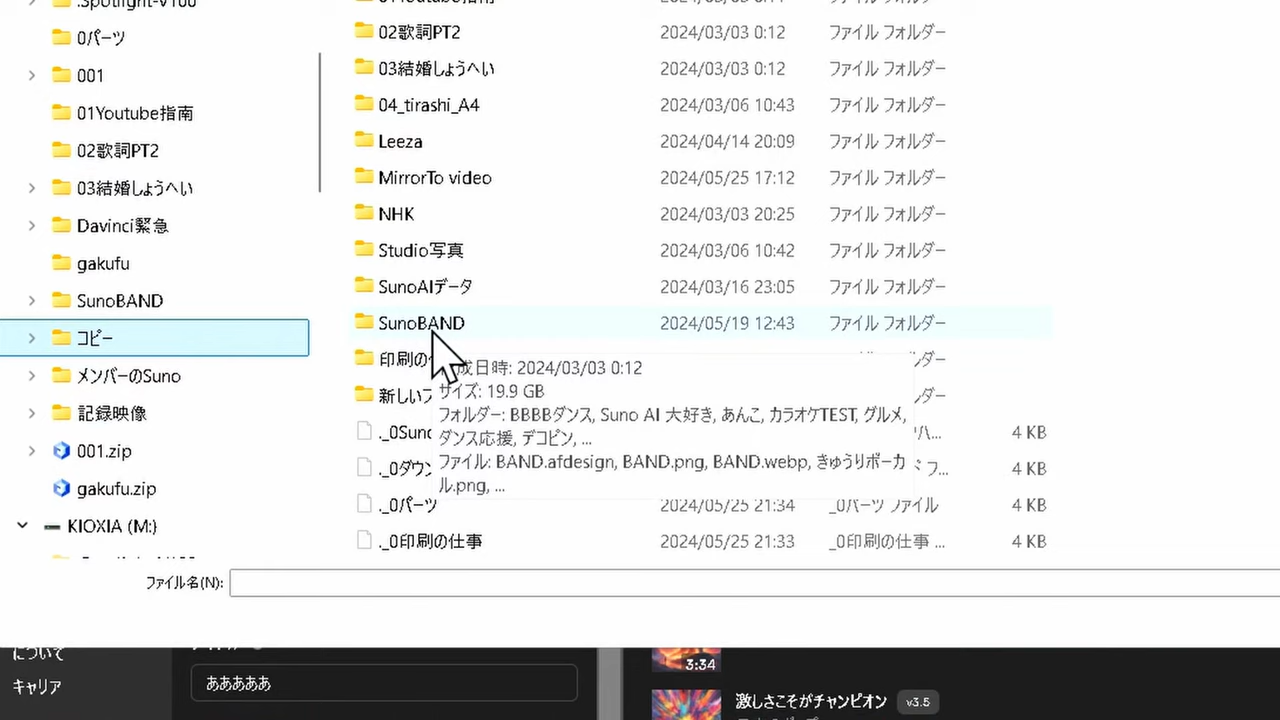 .Spotlight-V100
0パーツ
001
01Youtube指南
02歌詞PT2
03結婚しょうへい
Davinci緊急
gakufu
SunoBAND
コピー
メンバーのSuno
記録映像
001.zip
gakufu.zip
KIOXIA (M:)
02歌詞PT2 2024/03/03 0:12 ファイル フォルダー
03結婚しょうへい 2024/03/03 0:12 ファイル フォルダー
04_tirashi_A4 2024/03/06 10:43 ファイル フォルダー
Leeza 2024/04/14 20:09 ファイル フォルダー
MirrorTo video 2024/05/25 17:12 ファイル フォルダー
NHK 2024/03/03 20:25 ファイル フォルダー
Studio写真 2024/03/06 10:42 ファイル フォルダー
SunoAIデータ 2024/03/16 23:05 ファイル フォルダー
SunoBAND 2024/05/19 12:43 ファイル フォルダー
印刷の
成日時: 2024/03/03 0:12
サイズ: 19.9 GB
フォルダー: BBBBダンス, Suno AI 大好き, あんこ, カラオケTEST, グルメ,
ダンス応援, デコピン, ...
ファイル: BAND.afdesign, BAND.png, BAND.webp, きゅうりボーカ
ル.png, ...
新しい
._0Suno 4 KB
._0ダウ 4 KB
._0パーツ 2024/05/25 21:34 _0パーツ ファイル 4 KB
._0印刷の仕事 2024/05/25 21:33 _0印刷の仕事 ... 4 KB
ファイル名(N):
について
キャリア
あああああ
3:34
激しさこそがチャンピオン v3.5